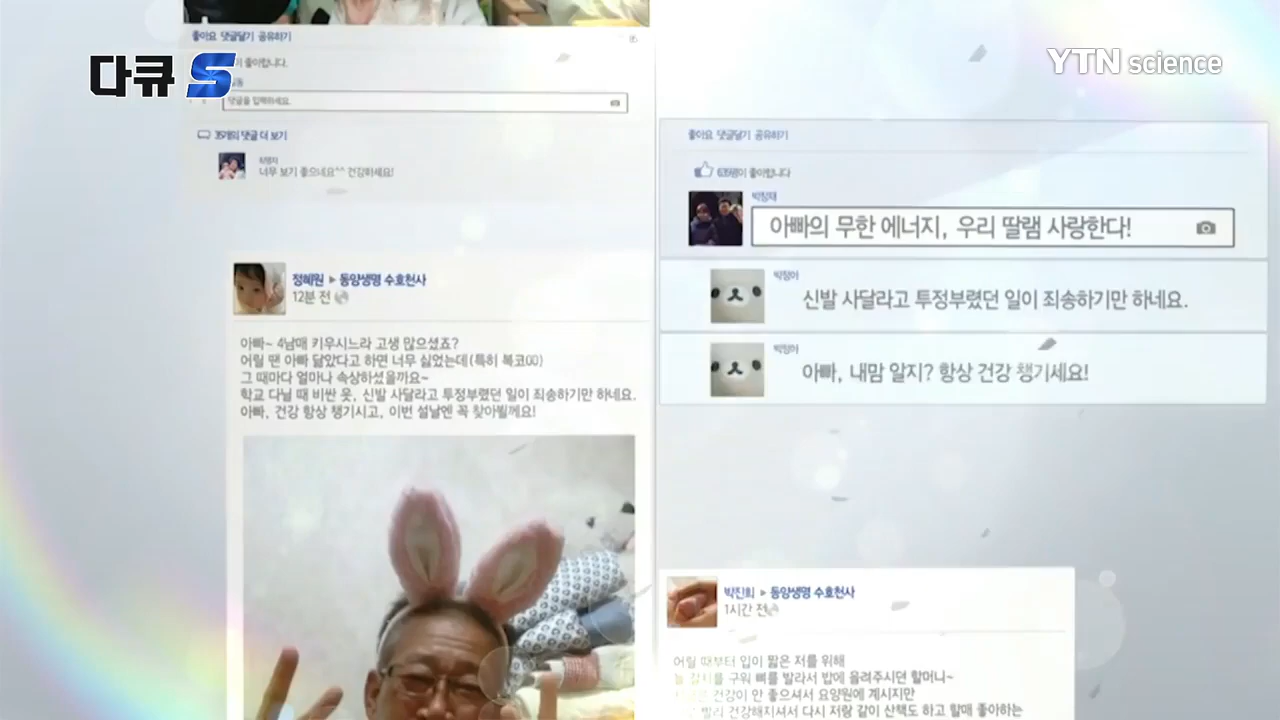 다큐 S
YTN science
좋아요 댓글달기 공유하기
좋아합니다.
댓글을 입력하세요.
35개의 댓글 더 보기
너무 보기 좋으네요^^ 건강하세요!
정혜원 ▶ 동양생명 수호천사
12분 전
아빠~ 4남매 키우시느라 고생 많으셨죠?
어릴 땐 아빠 닮았다고 하면 너무 싫었는데(특히 복코00)
그 때마다 얼마나 속상하셨을까요~
학교 다닐 때 비싼 옷, 신발 사달라고 투정부렸던 일이 죄송하기만 하네요.
아빠, 건강 항상 챙기시고, 이번 설날엔 꼭 찾아뵐께요!
좋아요 댓글달기 공유하기
635명이 좋아합니다
아빠의 무한 에너지, 우리 딸램 사랑한다!
박정아
신발 사달라고 투정부렸던 일이 죄송하기만 하네요.
박정아
아빠, 내맘 알지? 항상 건강 챙기세요!
박진희 ▶ 동양생명 수호천사
1시간 전
어릴 때부터 입이 짧은 저를 위해
갈치를 구워 뼈를 발라서 밥에 올려주시던 할머니~
건강이 안 좋으셔서 요양원에 계시지만
빨리 건강해지셔서 다시 저랑 같이 산책도 하고 할매 좋아하는